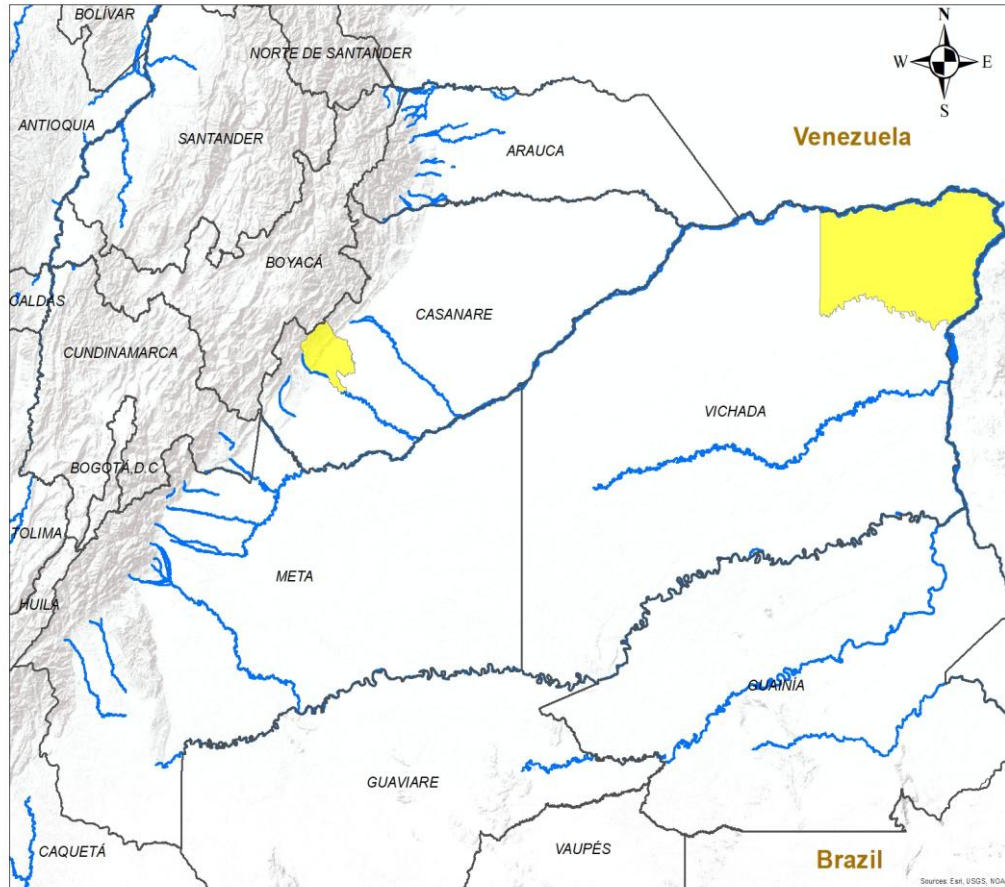 BOLÍVAR
N
NORTE DE SANTANDER
W
E
S
ANTIOQUIA
SANTANDER
Venezuela
ARAUCA
BOYACÁ
CALDAS
CASANARE
CUNDINAMARCA
VICHADA
BOGOTÁ,D.C
TOLIMA
META
HUILA
GUAINÍA
GUAVIARE
CAQUETÁ
VAUPÉS
Brazil
Sources: Esri, USGS, NOA